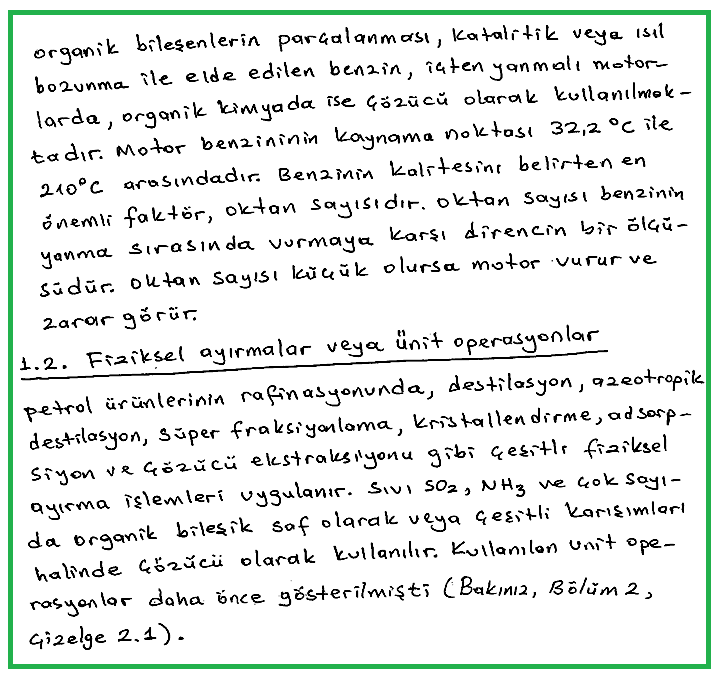 organik bileşenlerin parçalanması, katalitik veya ısıl
bozunma ile elde edilen benzin, içten yanmalı motor-
larda, organik kimyada ise çözücü olarak kullanılmak-
tadır. Motor benzininin kaynama noktası 32,2 °C ile
210°C arasındadır. Benzinin kalitesini belirten en
önemli faktör, oktan sayısıdır. oktan sayısı benzinin
yanma sırasında vurmaya karşı direncin bir ölçü-
südür. oktan sayısı küçük olursa motor vurur ve
zarar görür.
1.2. Fiziksel ayırmalar veya ünit operasyonlar
petrol ürünlerinin rafinasyonunda, destilasyon, azeotropik
destilasyon, süper fraksiyonlama, kristallendirme, adsorp-
siyon ve çözücü ekstraksiyonu gibi çeşitli fiziksel
ayırma işlemleri uygulanır. Sıvı SO2, NH3 ve çok sayı-
da organik bileşik saf olarak veya çeşitli karışımları
halinde çözücü olarak kullanılır. Kullanılan unit ope-
rasyonlar daha önce gösterilmişti (Bakınız, Bölüm 2,
Çizelge 2.1).